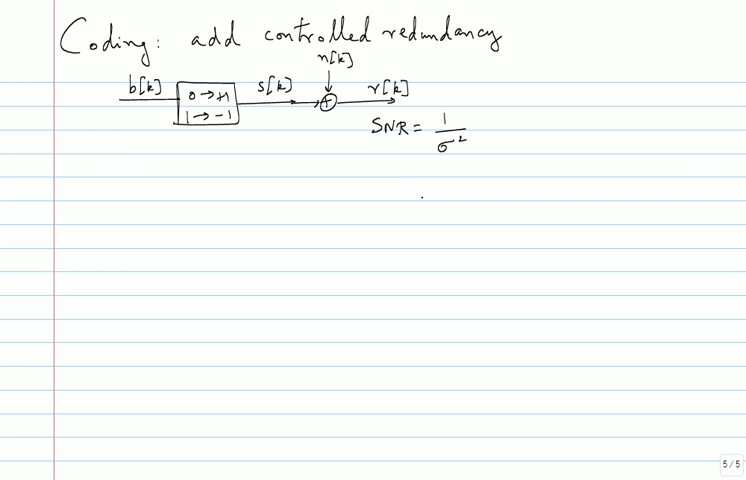 Coding: add controlled redundancy
n[k]
b[k] 0→+1 s[k] + r[k]
1→-1
SNR = 1/σ²
5/5